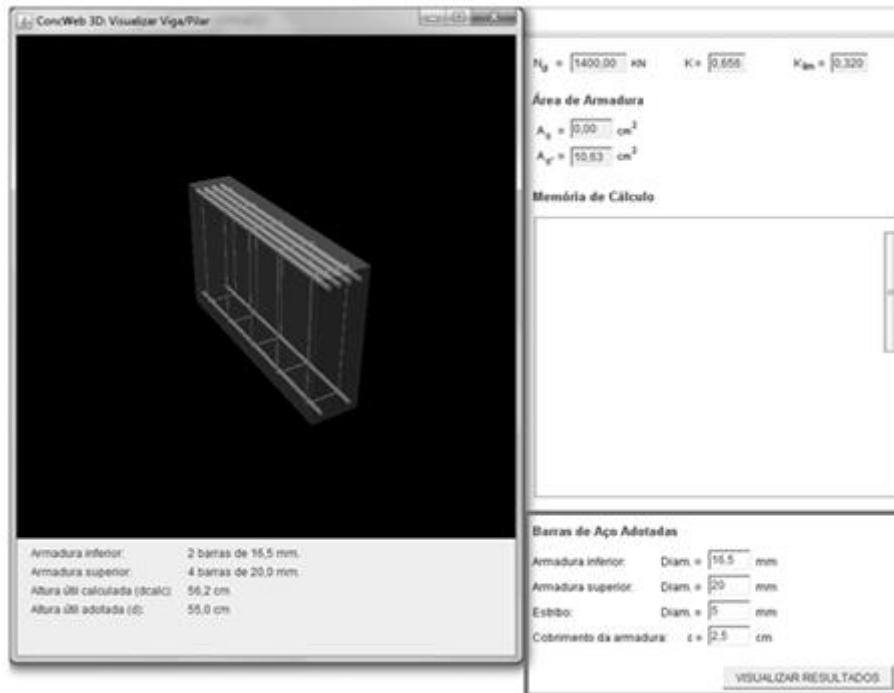 ConcWeb 3D: Visualizar Viga/Pilar
Nd = 1400,00 KN K= 0,656 Klim = 0,320
Área de Armadura
As = 0,00 cm²
As' = 10,63 cm²
Memória de Cálculo
Armadura inferior: 2 barras de 16,5 mm.
Armadura superior: 4 barras de 20,0 mm.
Altura útil calculada (dcalc): 56,2 cm
Altura útil adotada (d): 55,0 cm
Barras de Aço Adotadas
Armadura inferior: Diam. = 16,5 mm
Armadura superior: Diam. = 20 mm
Estribo: Diam. = 5 mm
Cobrimento da armadura: c = 2,5 cm
VISUALIZAR RESULTADOS